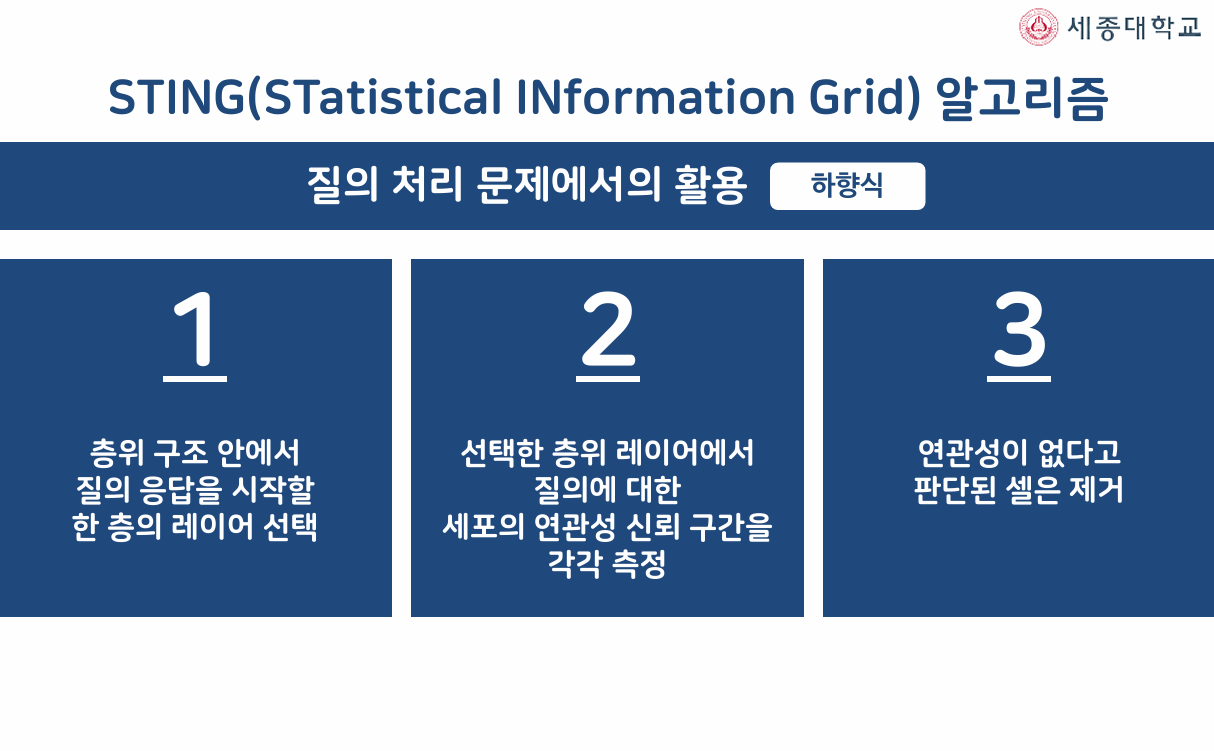 세종대학교
STING(STatistical INformation Grid) 알고리즘
질의 처리 문제에서의 활용 하향식
1
층위 구조 안에서
질의 응답을 시작할
한 층의 레이어 선택
2
선택한 층위 레이어에서
질의에 대한
세포의 연관성 신뢰 구간을
각각 측정
3
연관성이 없다고
판단된 셀은 제거